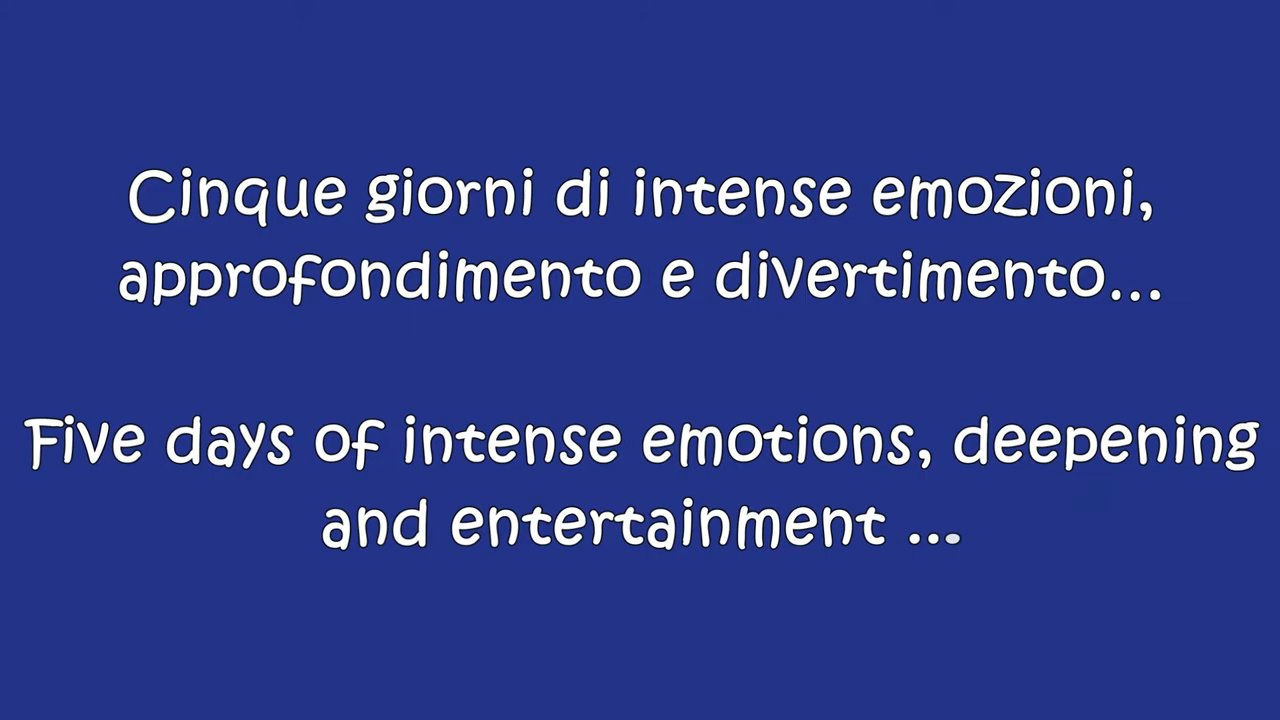 Cinque giorni di intense emozioni,
approfondimento e divertimento...
Five days of intense emotions, deepening
and entertainment ...